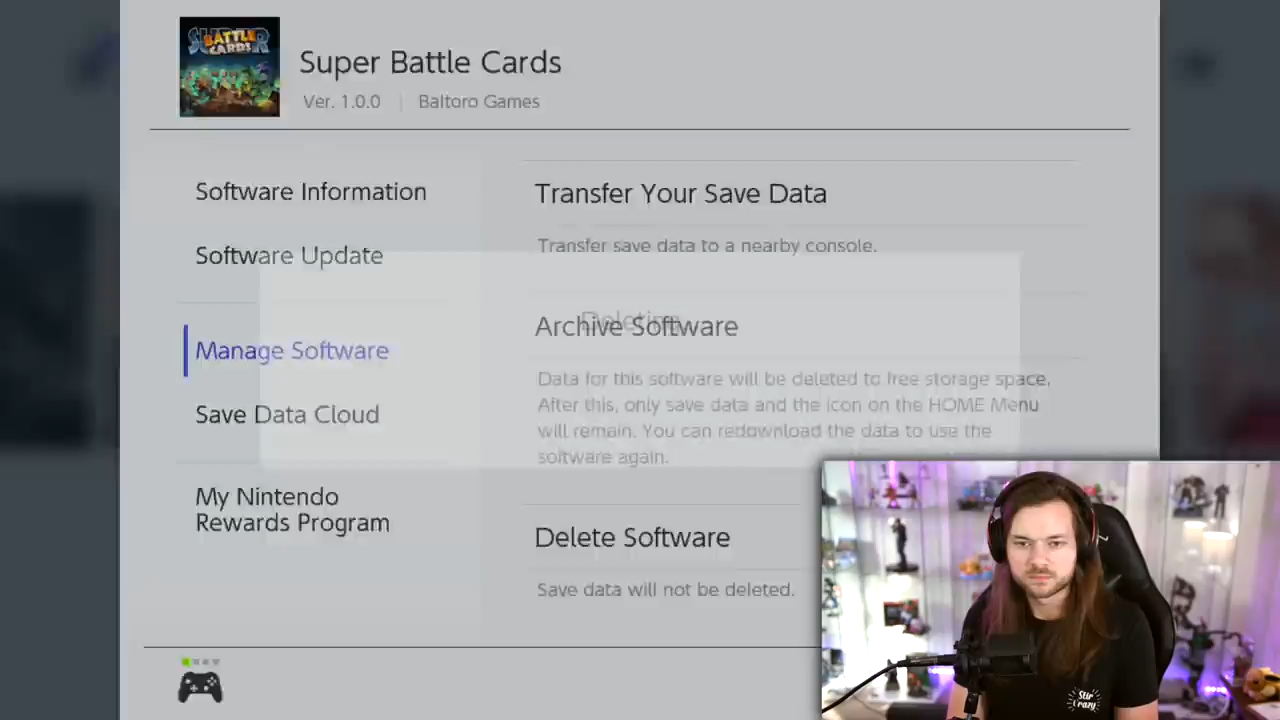 SUPER
BATTLE
CARDS
Super Battle Cards
Ver. 1.0.0 | Baltoro Games
Software Information
Software Update
Manage Software
Save Data Cloud
My Nintendo
Rewards Program
Transfer Your Save Data
Transfer save data to a nearby console.
Deleting...
Archive Software
Data for this software will be deleted to free storage space.
After this, only save data and the icon on the HOME Menu
will remain. You can redownload the data to use the
software again.
Delete Software
Save data will not be deleted.
Stir
Crazy